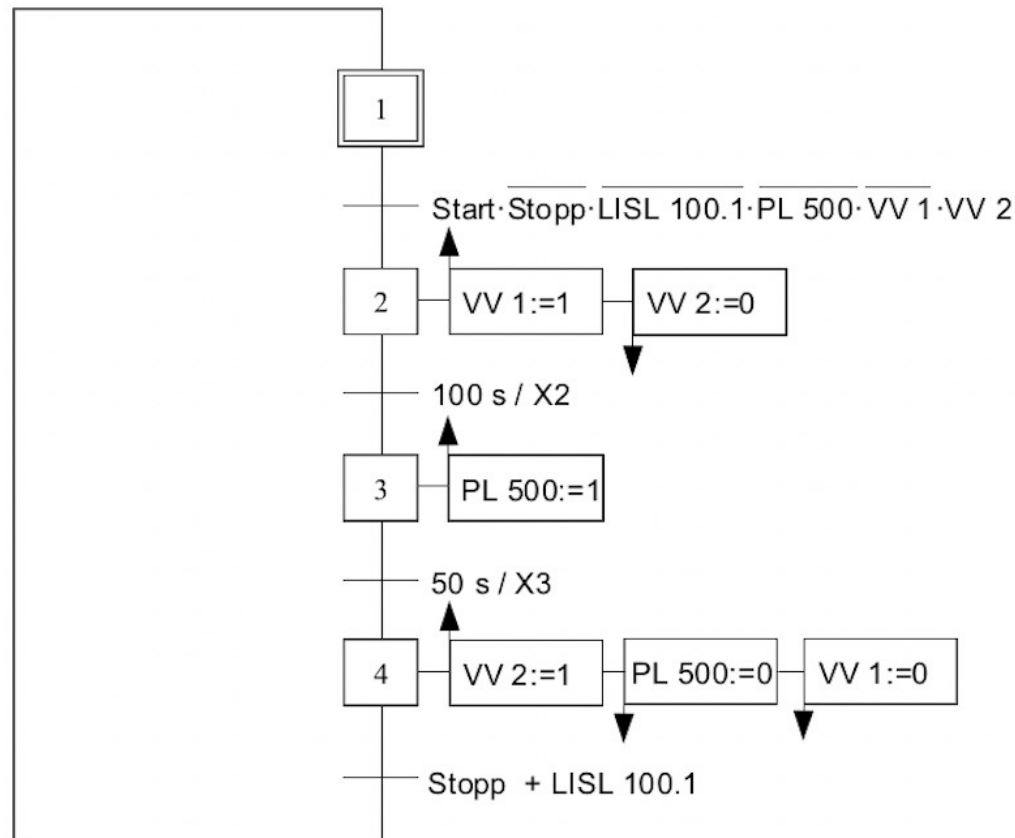 1
Start·Stopp·LISL 100.1·PL 500·VV 1·VV 2
2 VV 1:=1 VV 2:=0
100 s / X2
3 PL 500:=1
50 s / X3
4 VV 2:=1 PL 500:=0 VV 1:=0
Stopp + LISL 100.1